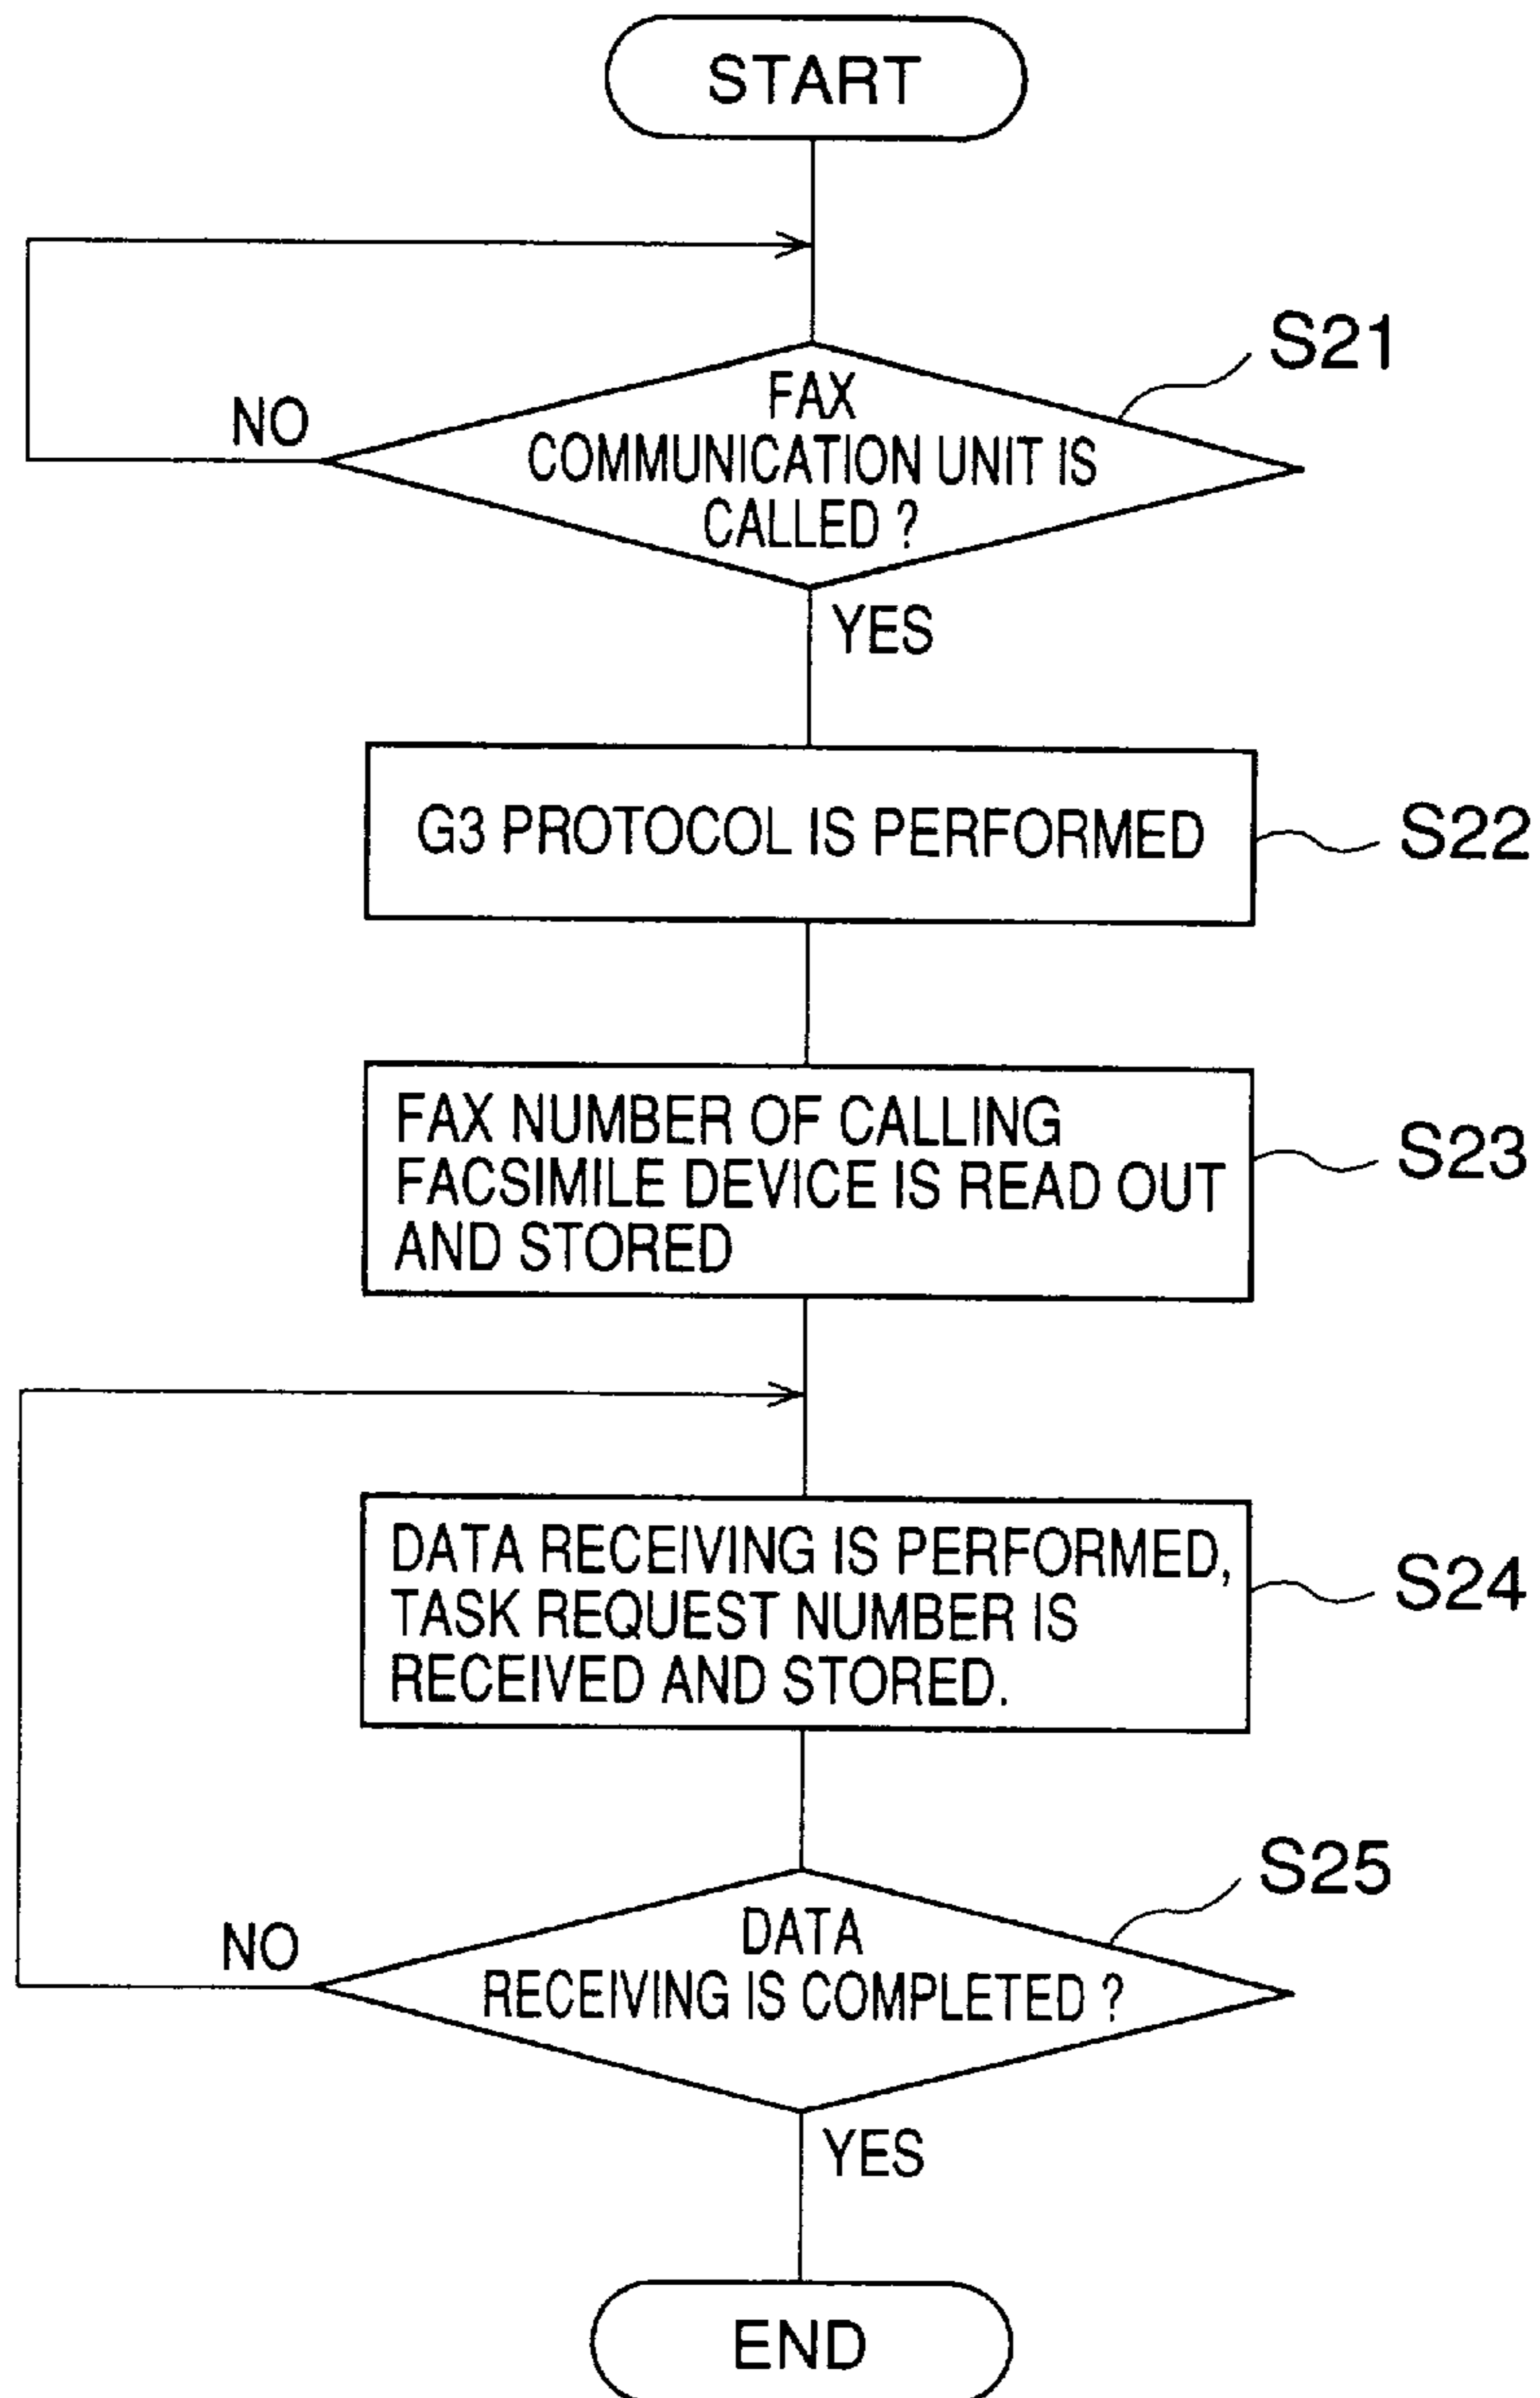 START
S21
FAX
COMMUNICATION UNIT IS
CALLED ?
NO
YES
G3 PROTOCOL IS PERFORMED
S22
FAX NUMBER OF CALLING
FACSIMILE DEVICE IS READ OUT
AND STORED
S23
DATA RECEIVING IS PERFORMED,
TASK REQUEST NUMBER IS
RECEIVED AND STORED.
S24
S25
DATA
RECEIVING IS COMPLETED ?
NO
YES
END